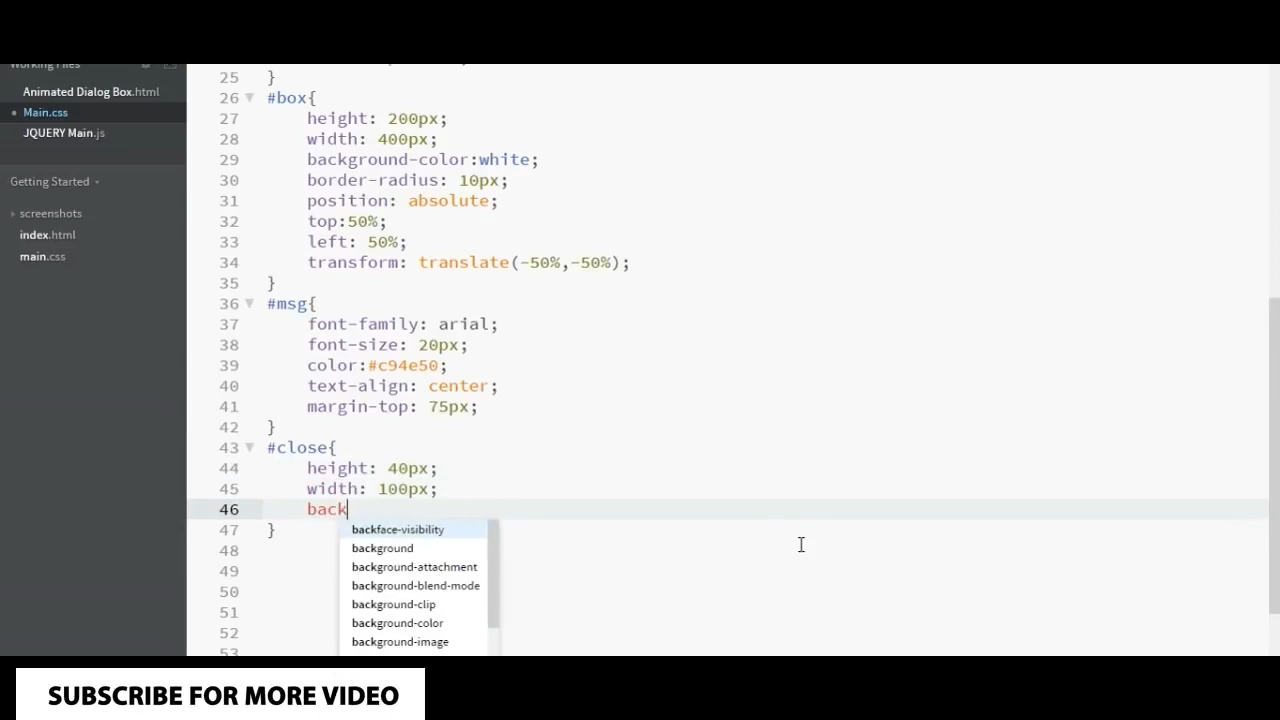 Working Files
Animated Dialog Box.html
Main.css
JQUERY Main.js
Getting Started
screenshots
index.html
main.css
25 }
26 #box{
27 height: 200px;
28 width: 400px;
29 background-color:white;
30 border-radius: 10px;
31 position: absolute;
32 top:50%;
33 left: 50%;
34 transform: translate(-50%,-50%);
35 }
36 #msg{
37 font-family: arial;
38 font-size: 20px;
39 color:#c94e50;
40 text-align: center;
41 margin-top: 75px;
42 }
43 #close{
44 height: 40px;
45 width: 100px;
46 back
47 }
48
49
50
51
52
53
backface-visibility
background
background-attachment
background-blend-mode
background-clip
background-color
background-image
SUBSCRIBE FOR MORE VIDEO